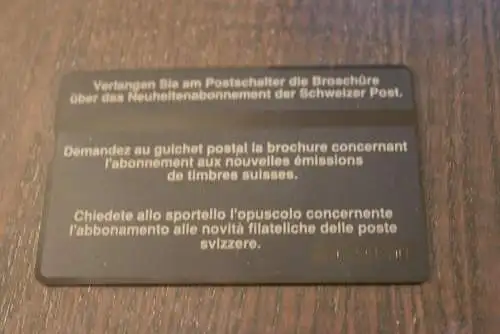 Verlangen Sie am Postschalter die Broschüre
über das Neuheitenabonnement der Schweizer Post.
Demandez au guichet postal la brochure concernant
l'abonnement aux nouvelles émissions
de timbres suisses.
Chiedete allo sportello l'opuscolo concernente
l'abbonamento alle novità filateliche delle poste
svizzere.